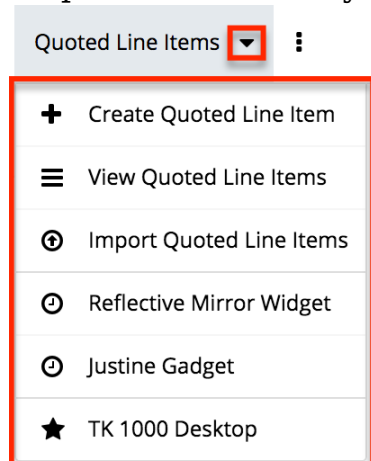 Quoted Line Items
Create Quoted Line Item
View Quoted Line Items
Import Quoted Line Items
Reflective Mirror Widget
Justine Gadget
TK 1000 Desktop